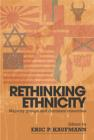 RETHINKING
ETHNICITY
Majority groups and dominant minorities
Edited by
ERIC P. KAUFMANN